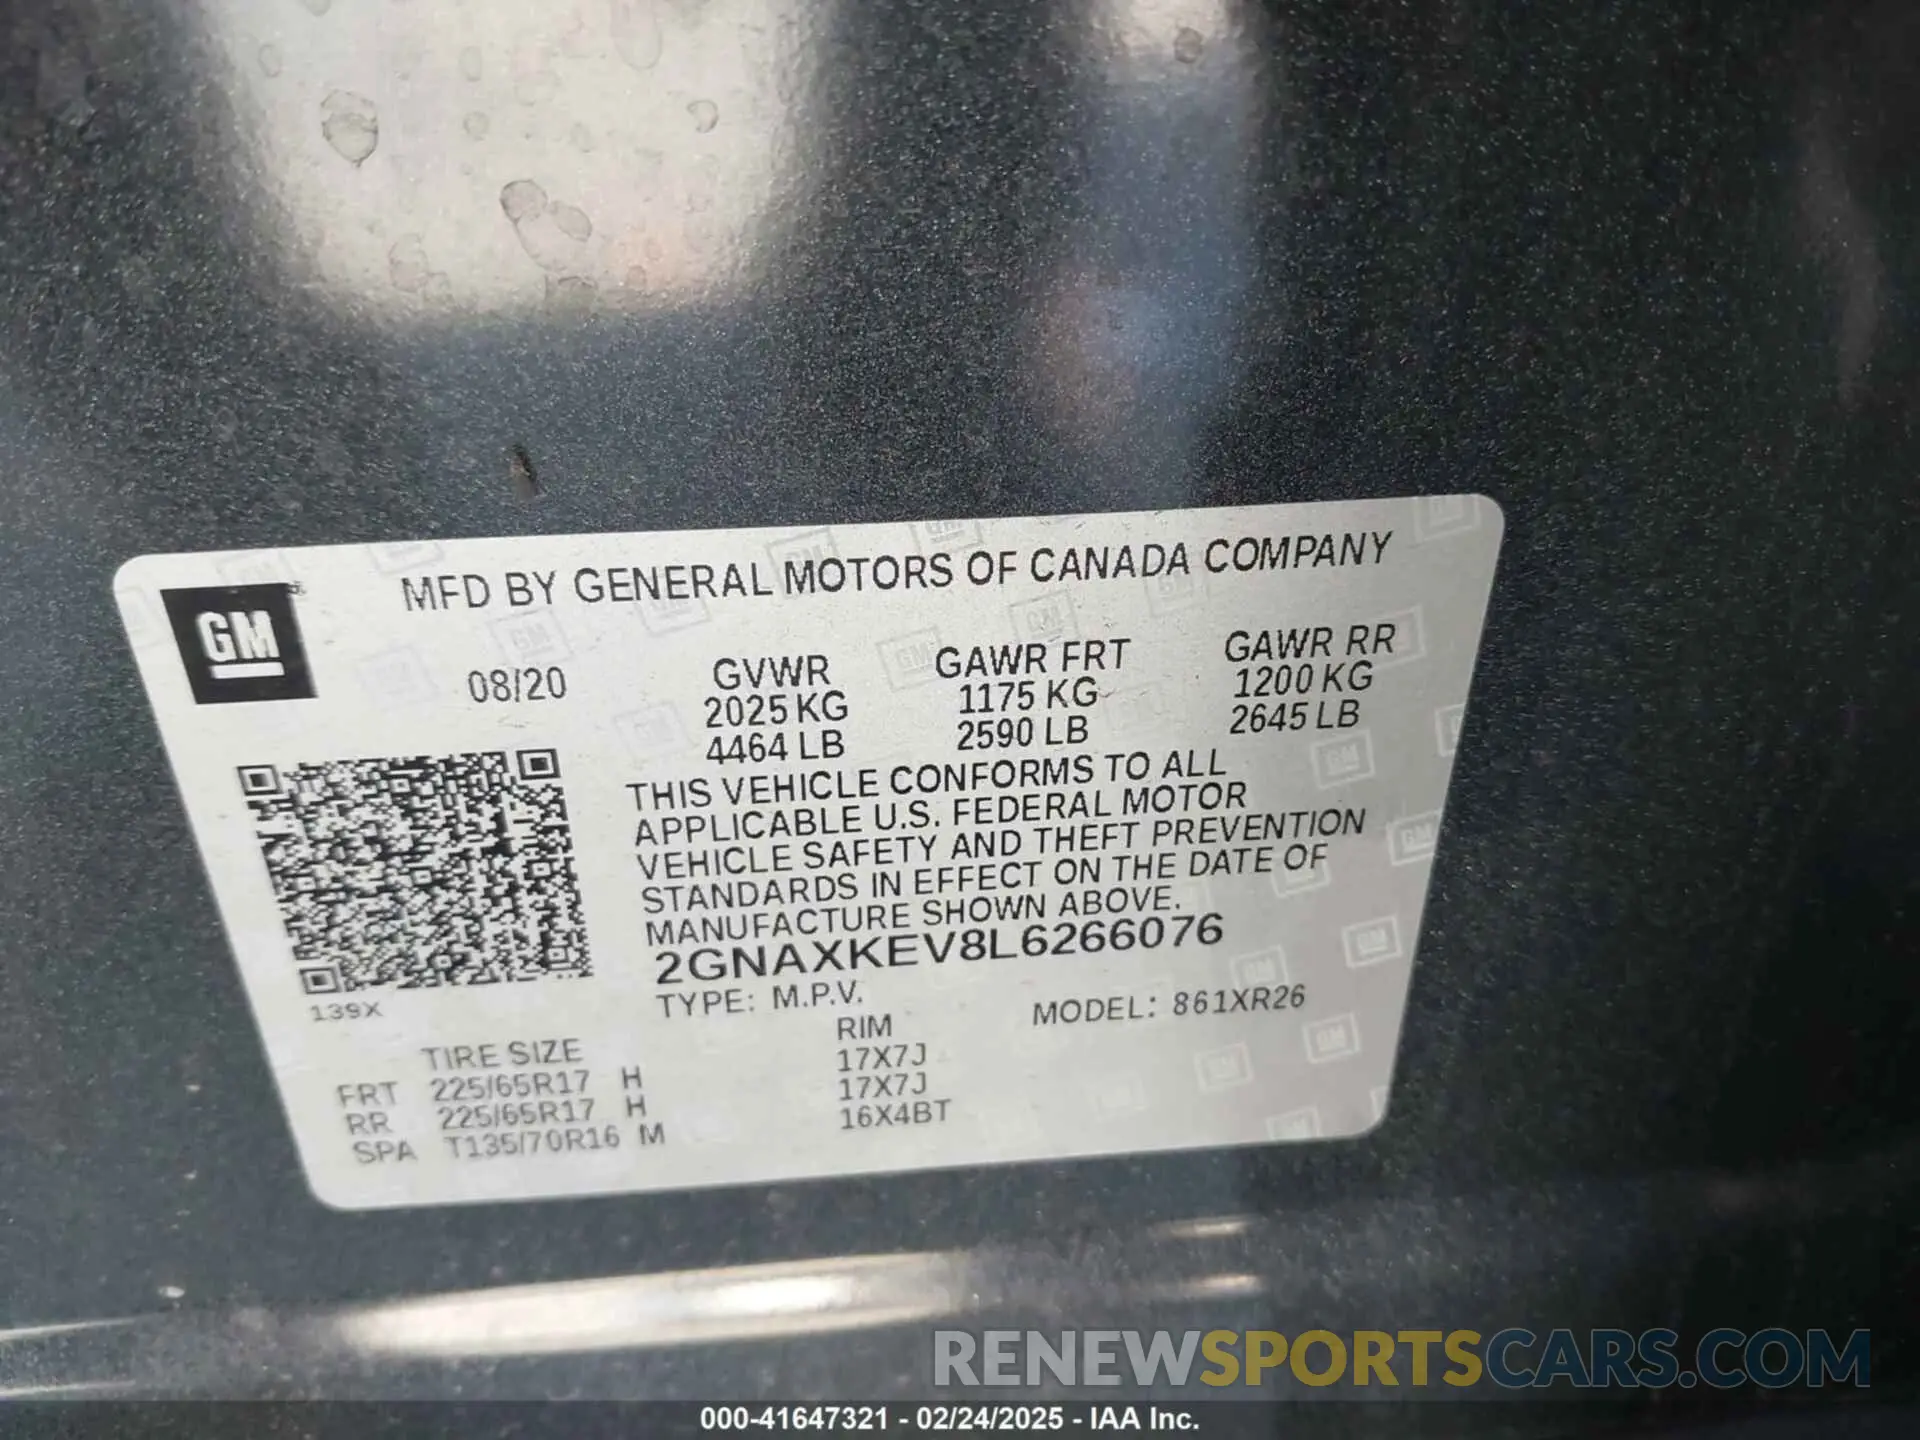 MFD BY GENERAL MOTORS OF CANADA COMPANY
GM
08/20
GVWR GAWR FRT GAWR RR
2025 KG 1175 KG 1200 KG
4464 LB 2590 LB 2645 LB
THIS VEHICLE CONFORMS TO ALL
APPLICABLE U.S. FEDERAL MOTOR
VEHICLE SAFETY AND THEFT PREVENTION
STANDARDS IN EFFECT ON THE DATE OF
MANUFACTURE SHOWN ABOVE.
2GNAXKEV8L6266076
139X
TYPE: M.P.V. MODEL: 861XR26
TIRE SIZE RIM
FRT 225/65R17 H 17X7J
RR 225/65R17 H 17X7J
SPA T135/70R16 M 16X4BT
RENEWSPORTSCARS.COM
000-41647321 - 02/24/2025 - IAA Inc.